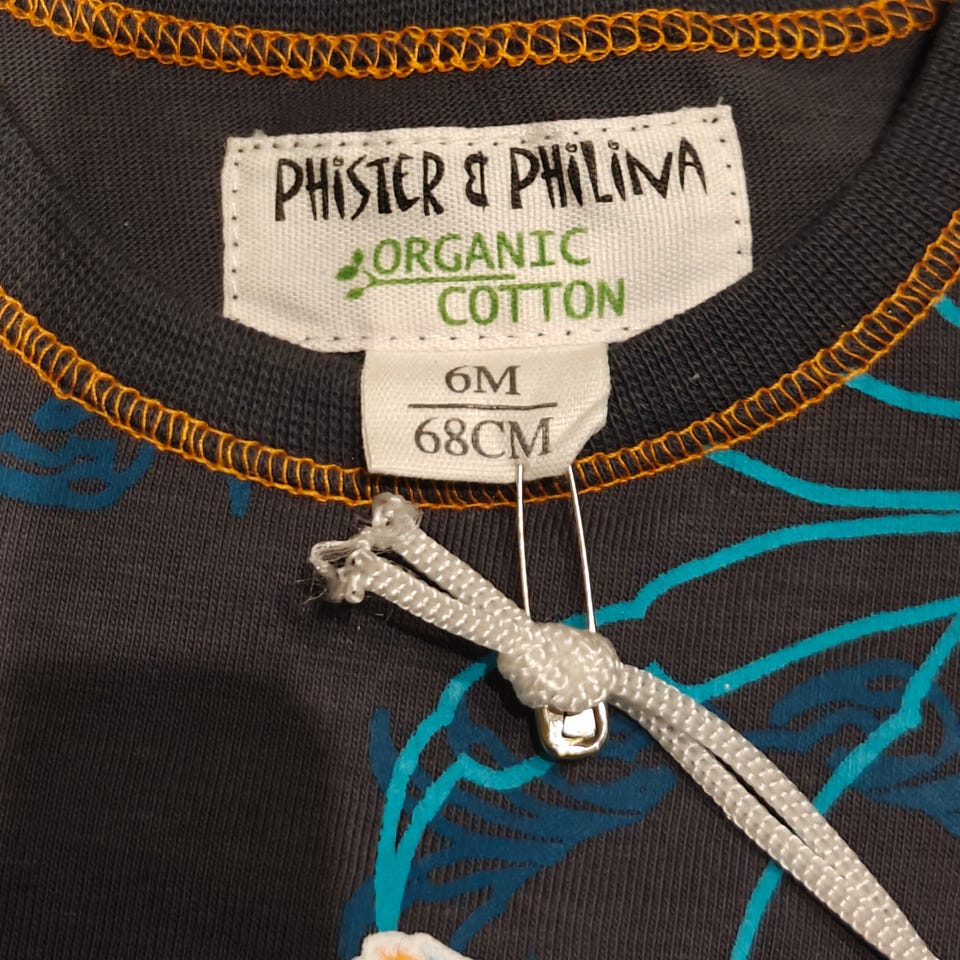 PHiSTER & PHiLiNA
ORGANIC
COTTON
6M
68CM